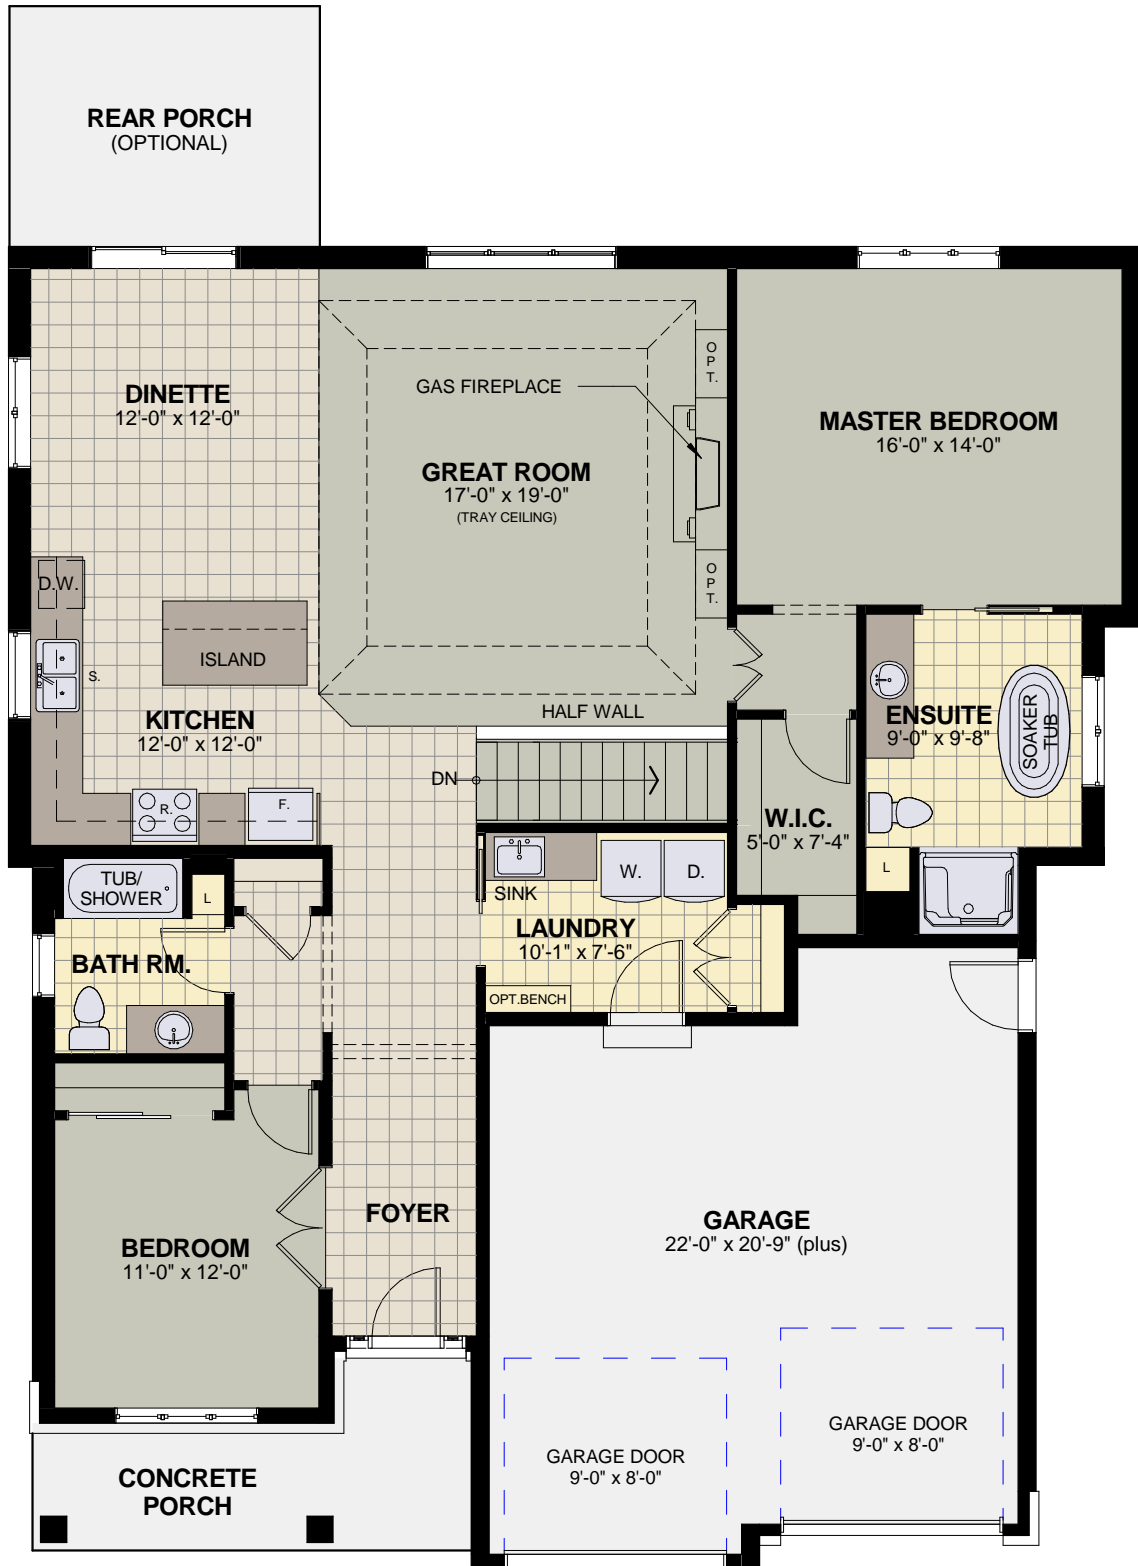 REAR PORCH
(OPTIONAL)
DINETTE
12'-0" x 12'-0"
GAS FIREPLACE
O
P
T.
GREAT ROOM
17'-0" x 19'-0"
(TRAY CEILING)
O
P
T.
MASTER BEDROOM
16'-0" x 14'-0"
D.W.
S.
ISLAND
KITCHEN
12'-0" x 12'-0"
R.
F.
HALF WALL
DN
ENSUITE
9'-0" x 9'-8"
SOAKER
TUB
W.I.C.
5'-0" x 7'-4"
L
TUB/
SHOWER
L
BATH RM.
SINK
W.
D.
LAUNDRY
10'-1" x 7'-6"
OPT.BENCH
FOYER
BEDROOM
11'-0" x 12'-0"
GARAGE
22'-0" x 20'-9" (plus)
GARAGE DOOR
9'-0" x 8'-0"
GARAGE DOOR
9'-0" x 8'-0"
CONCRETE
PORCH